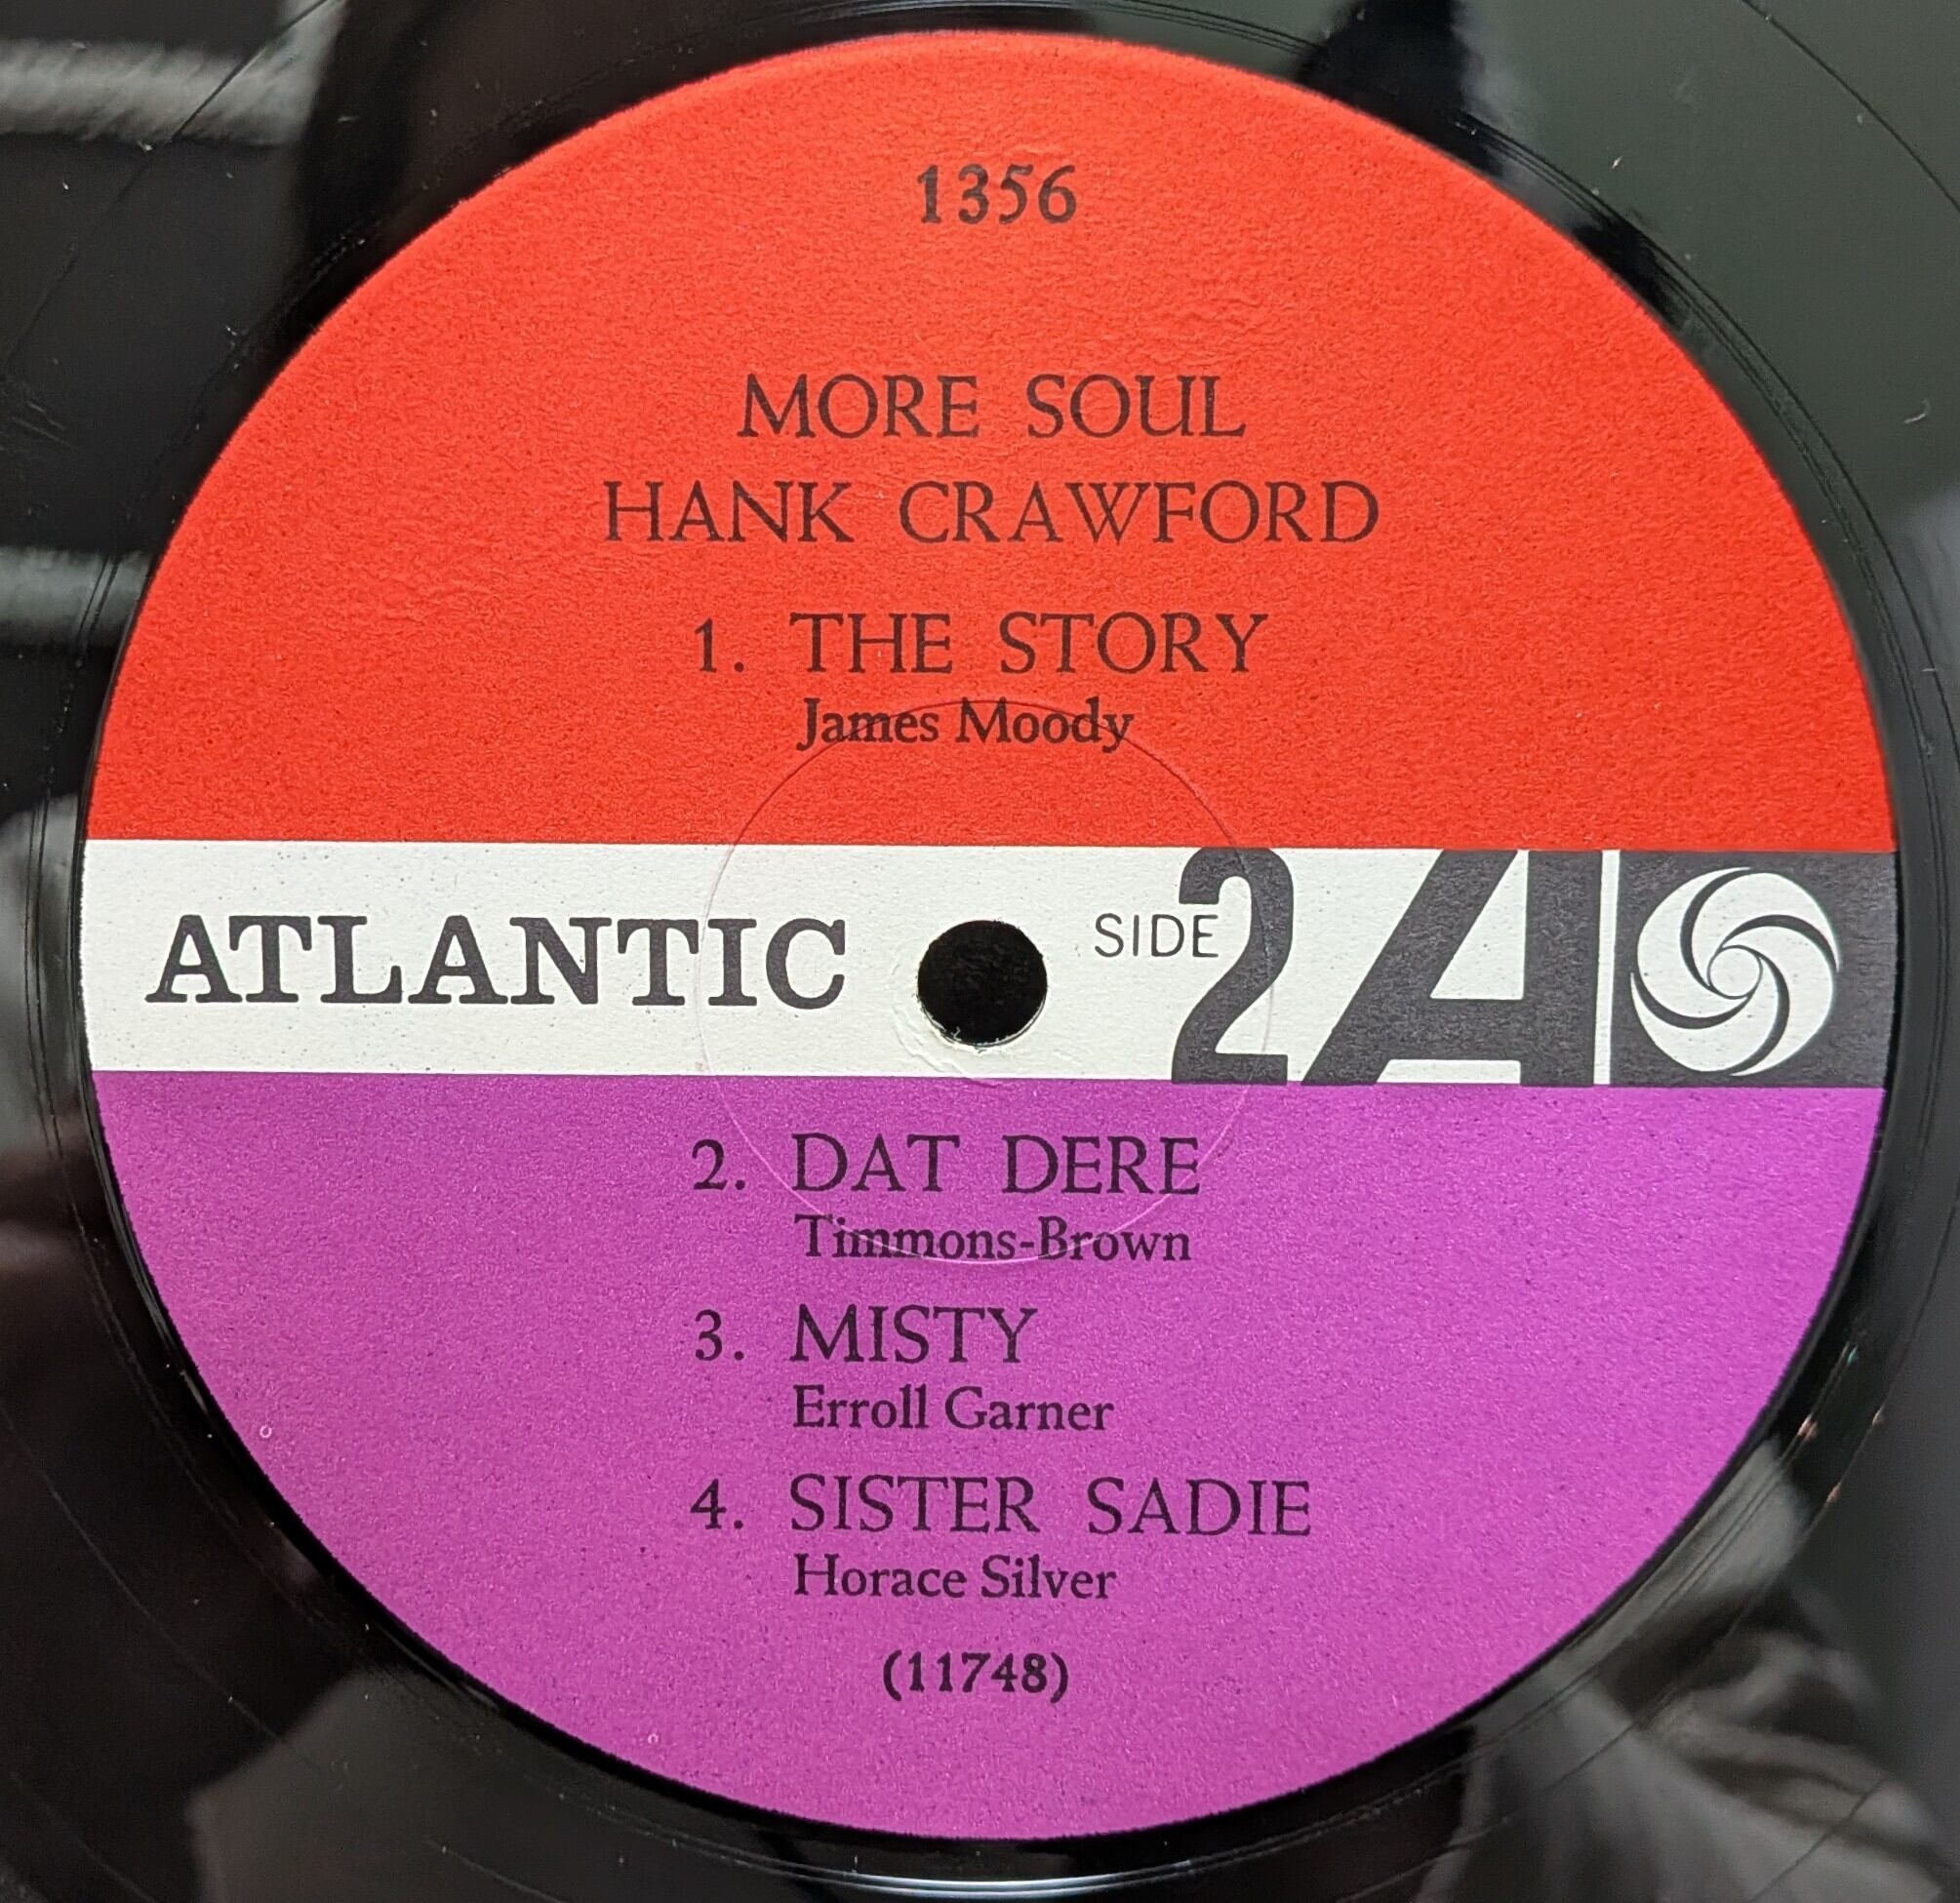 1356
MORE SOUL
HANK CRAWFORD
1. THE STORY
James Moody
ATLANTIC SIDE 2 A
2. DAT DERE
Timmons-Brown
3. MISTY
Erroll Garner
4. SISTER SADIE
Horace Silver
(11748)